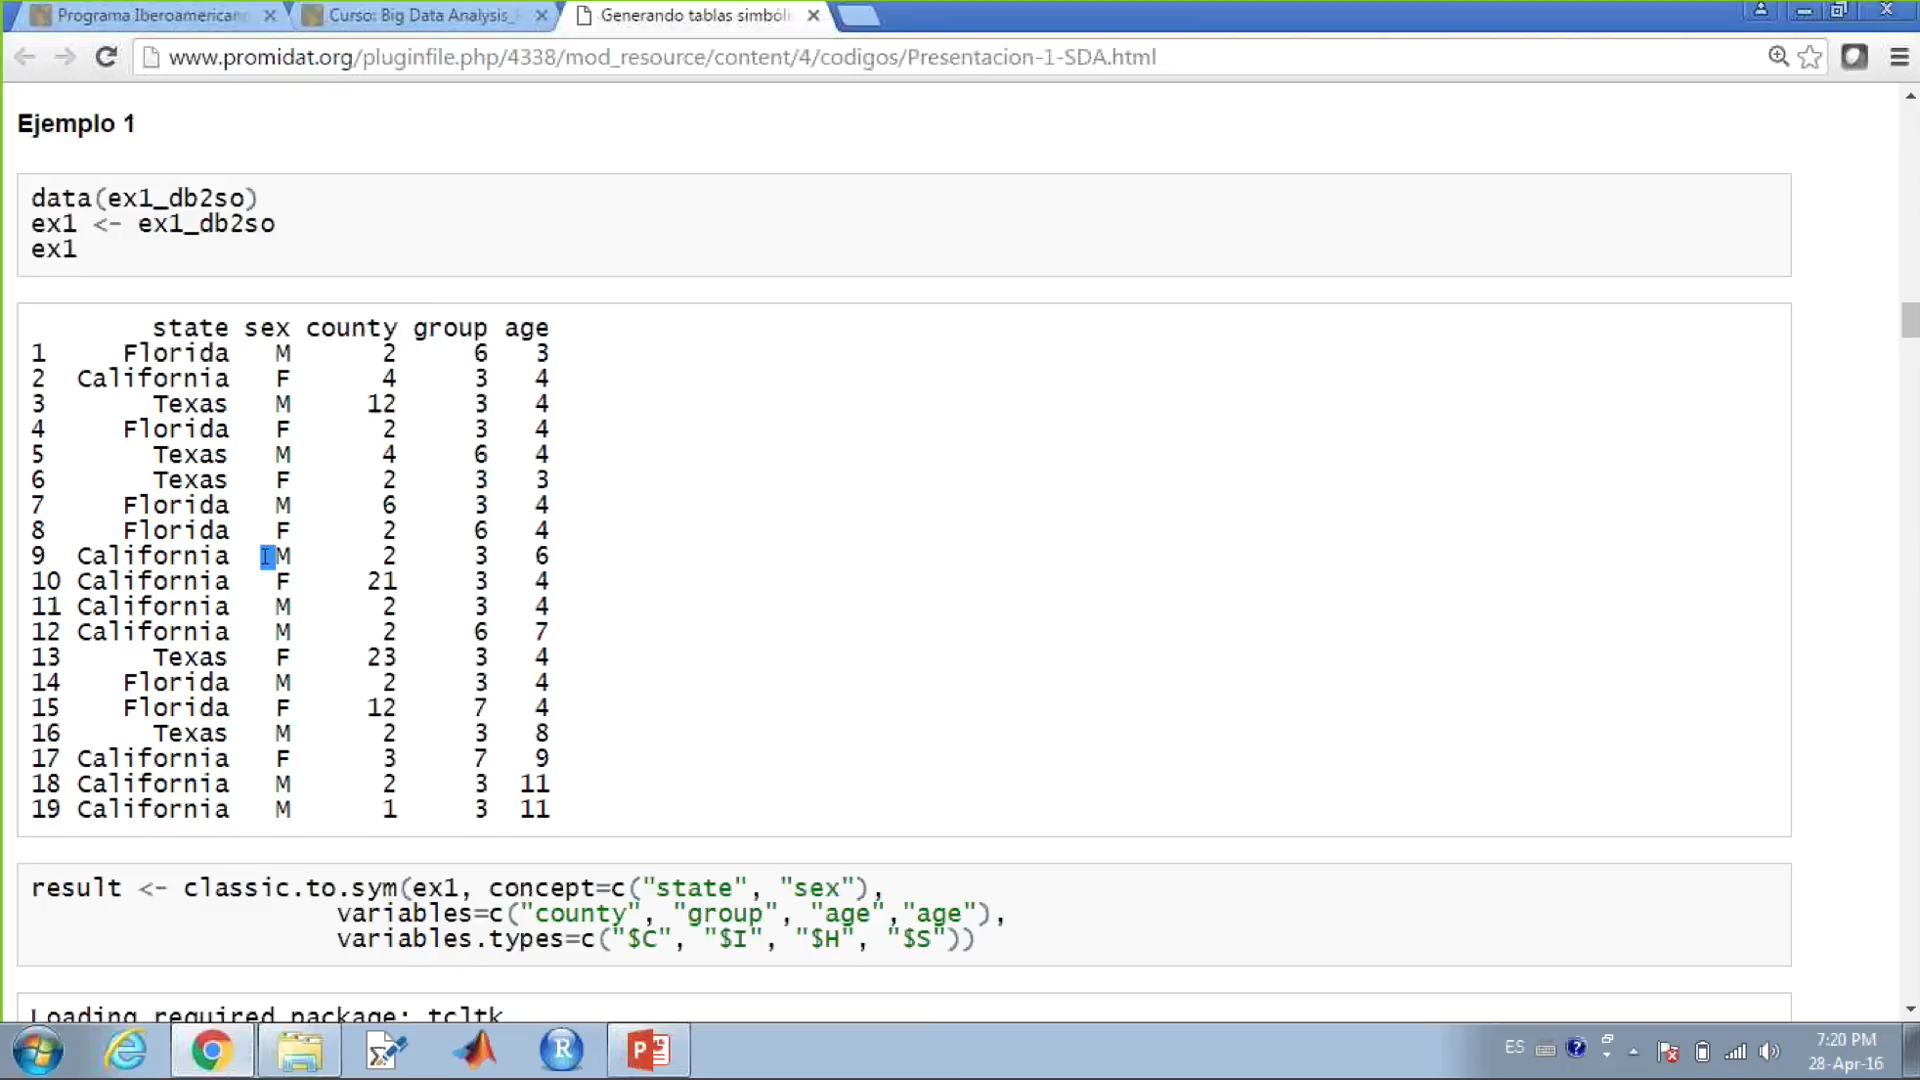 Programa Iberoamerican
Curso: Big Data Analysis_
Generando tablas simból
www.promidat.org/pluginfile.php/4338/mod_resource/content/4/codigos/Presentacion-1-SDA.html
Ejemplo 1
data(ex1_db2so)
ex1 <- ex1_db2so
ex1
state sex county group age
1 Florida M 2 6 3
2 California F 4 3 4
3 Texas M 12 3 4
4 Florida F 2 3 4
5 Texas M 4 6 4
6 Texas F 2 3 3
7 Florida M 6 3 4
8 Florida F 2 6 4
9 California M 2 3 6
10 California F 21 3 4
11 California M 2 3 4
12 California M 2 6 7
13 Texas F 23 3 4
14 Florida M 2 3 4
15 Florida F 12 7 4
16 Texas M 2 3 8
17 California F 3 7 9
18 California M 2 3 11
19 California M 1 3 11
result <- classic.to.sym(ex1, concept=c("state", "sex"),
variables=c("county", "group", "age","age"),
variables.types=c("$C", "$I", "$H", "$S"))
Loading required package: tcltk
ES
7:20 PM
28-Apr-16